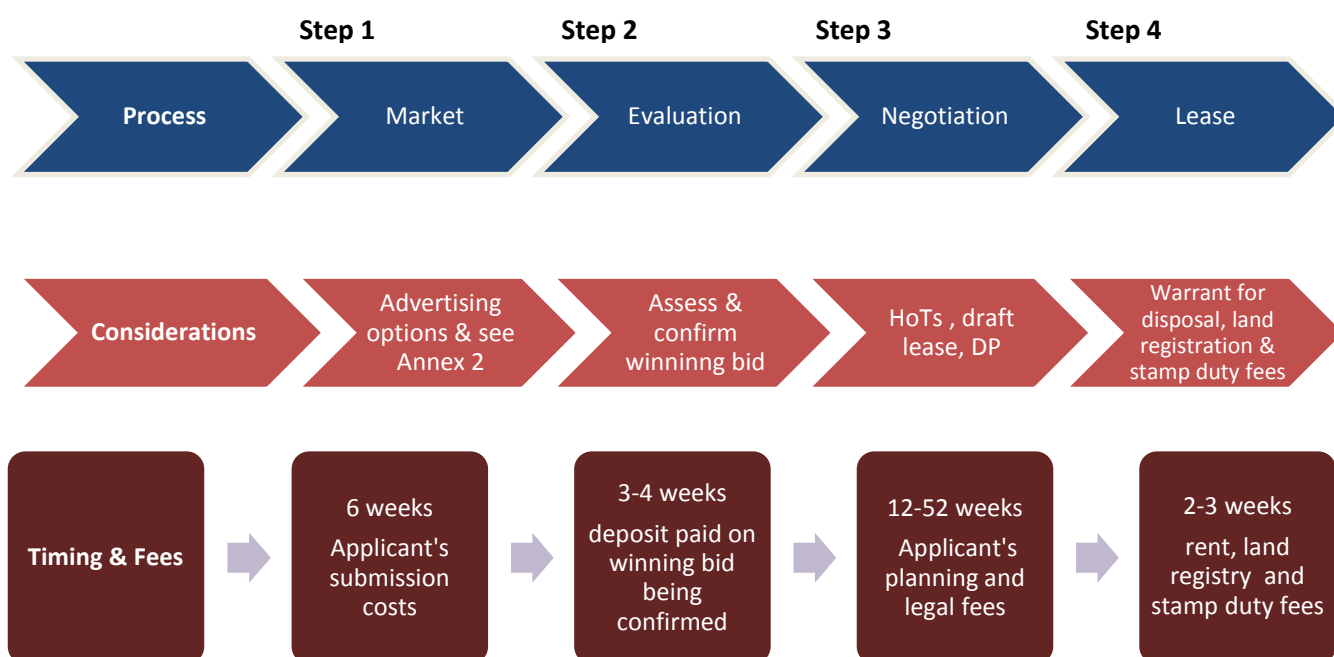 Step 1
Step 2
Step 3
Step 4
Process
Market
Evaluation
Negotiation
Lease
Considerations
Advertising
options & see
Annex 2
Assess &
confirm
winninng bid
HoTs , draft
lease, DP
Warrant for
disposal, land
registration &
stamp duty fees
Timing & Fees
6 weeks
Applicant's
submission
costs
3-4 weeks
deposit paid on
winning bid
being
confirmed
12-52 weeks
Applicant's
planning and
legal fees
2-3 weeks
rent, land
registry and
stamp duty fees